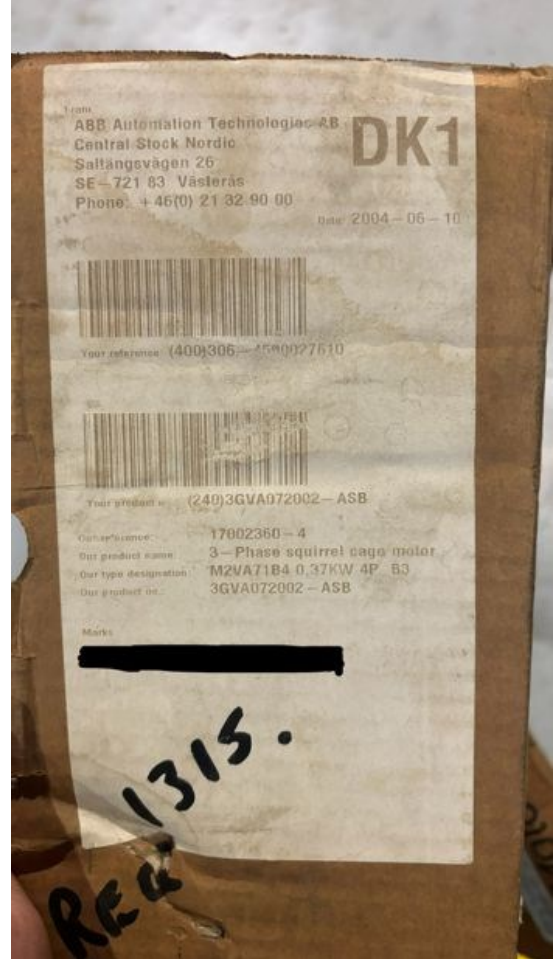 From
ABB Automation Technologies AB
DK1
Central Stock Nordic
Saltängsvägen 26
SE-721 83 Västerås
Phone: +46(0) 21 32 90 00
Date: 2004-06-10
Your reference: (400)306-4500027610
Your product n (240)3GVA072002-ASB
Our reference: 17002360-4
Our product name: 3-Phase squirrel cage motor
Our type designation: M2VA71B4 0,37KW 4P B3
Our product no.: 3GVA072002-ASB
Marks
1315.
REQ